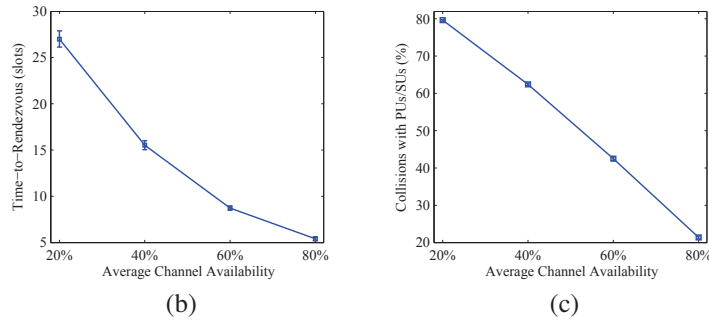 30
25
20
15
10
5
Time−to−Rendezvous (slots)
20% 40% 60% 80%
Average Channel Availability
(b)
80
70
60
50
40
30
20
Collisions with PUs/SUs (%)
20% 40% 60% 80%
Average Channel Availability
(c)